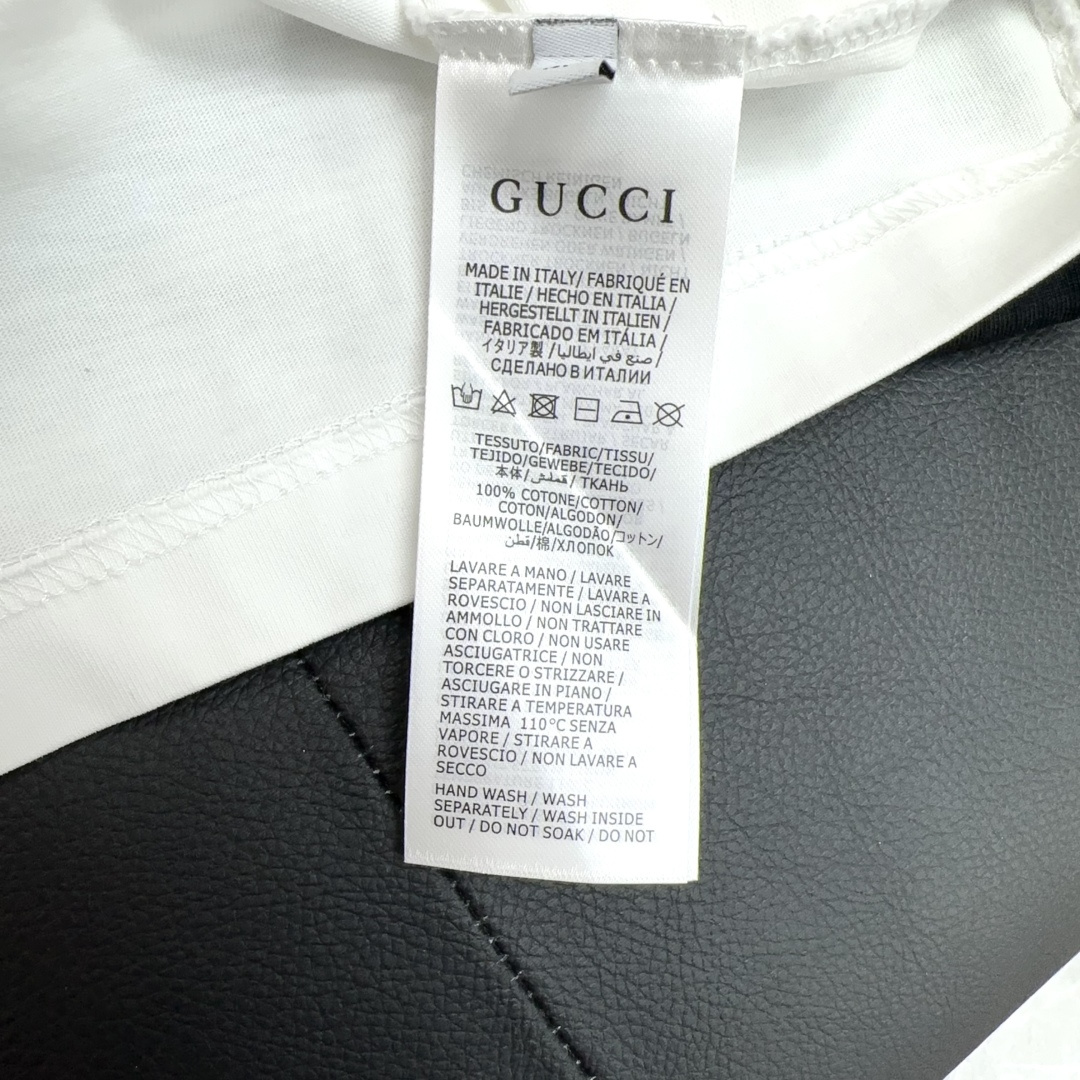 GUCCI
MADE IN ITALY/ FABRIQUÉ EN
ITALIE / HECHO EN ITALIA /
HERGESTELLT IN ITALIEN /
FABRICADO EM ITÁLIA /
イタリア製 / صنع في ايطاليا /
СДЕЛАНО В ИТАЛИИ
TESSUTO/FABRIC/TISSU/
TEJIDO/GEWEBE/TECIDO/
本体/قملش/ ТКАНЬ
100% COTONE/COTTON/
COTON/ALGODON/
BAUMWOLLE/ALGODÃO/コットン/
قطن/棉/ХЛОПОК
LAVARE A MANO / LAVARE
SEPARATAMENTE / LAVARE A
ROVESCIO / NON LASCIARE IN
AMMOLLO / NON TRATTARE
CON CLORO / NON USARE
ASCIUGATRICE / NON
TORCERE O STRIZZARE /
ASCIUGARE IN PIANO /
STIRARE A TEMPERATURA
MASSIMA 110°C SENZA
VAPORE / STIRARE A
ROVESCIO / NON LAVARE A
SECCO
HAND WASH / WASH
SEPARATELY / WASH INSIDE
OUT / DO NOT SOAK / DO NOT